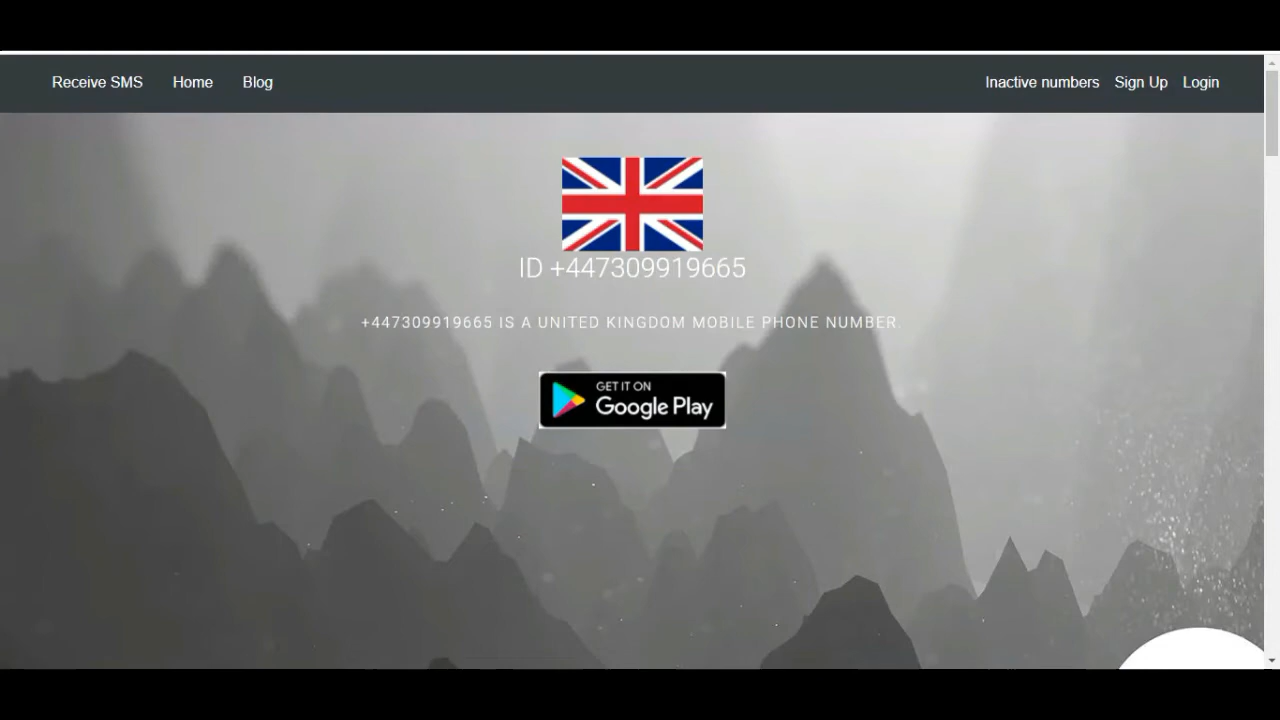 Receive SMS Home Blog Inactive numbers Sign Up Login
ID +447309919665
+447309919665 IS A UNITED KINGDOM MOBILE PHONE NUMBER.
GET IT ON
Google Play